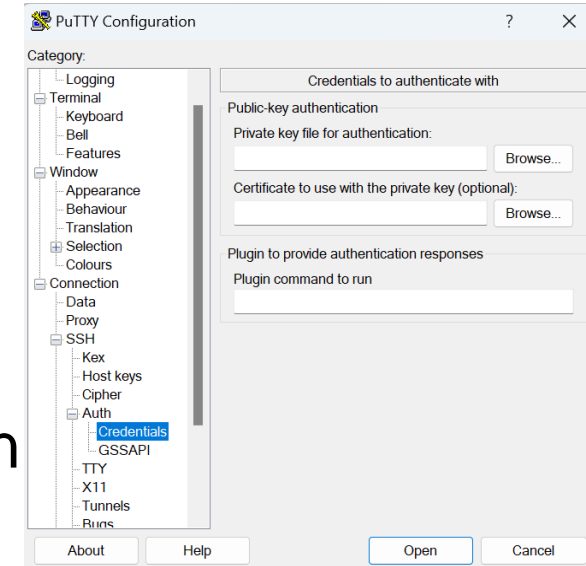 PuTTY Configuration
?
Category:
Logging
Terminal
Keyboard
Bell
Features
Window
Appearance
Behaviour
Translation
Selection
Colours
Connection
Data
Proxy
SSH
Kex
Host keys
Cipher
Auth
Credentials
GSSAPI
TTY
X11
Tunnels
Bugs
n
Credentials to authenticate with
Public-key authentication
Private key file for authentication:
Browse...
Certificate to use with the private key (optional):
Browse...
Plugin to provide authentication responses
Plugin command to run
About
Help
Open
Cancel